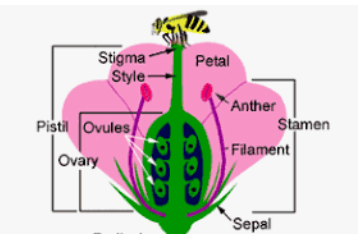 Stigma
Petal
Style
Anther
Pistil
Ovules
Stamen
Filament
Ovary
Sepal